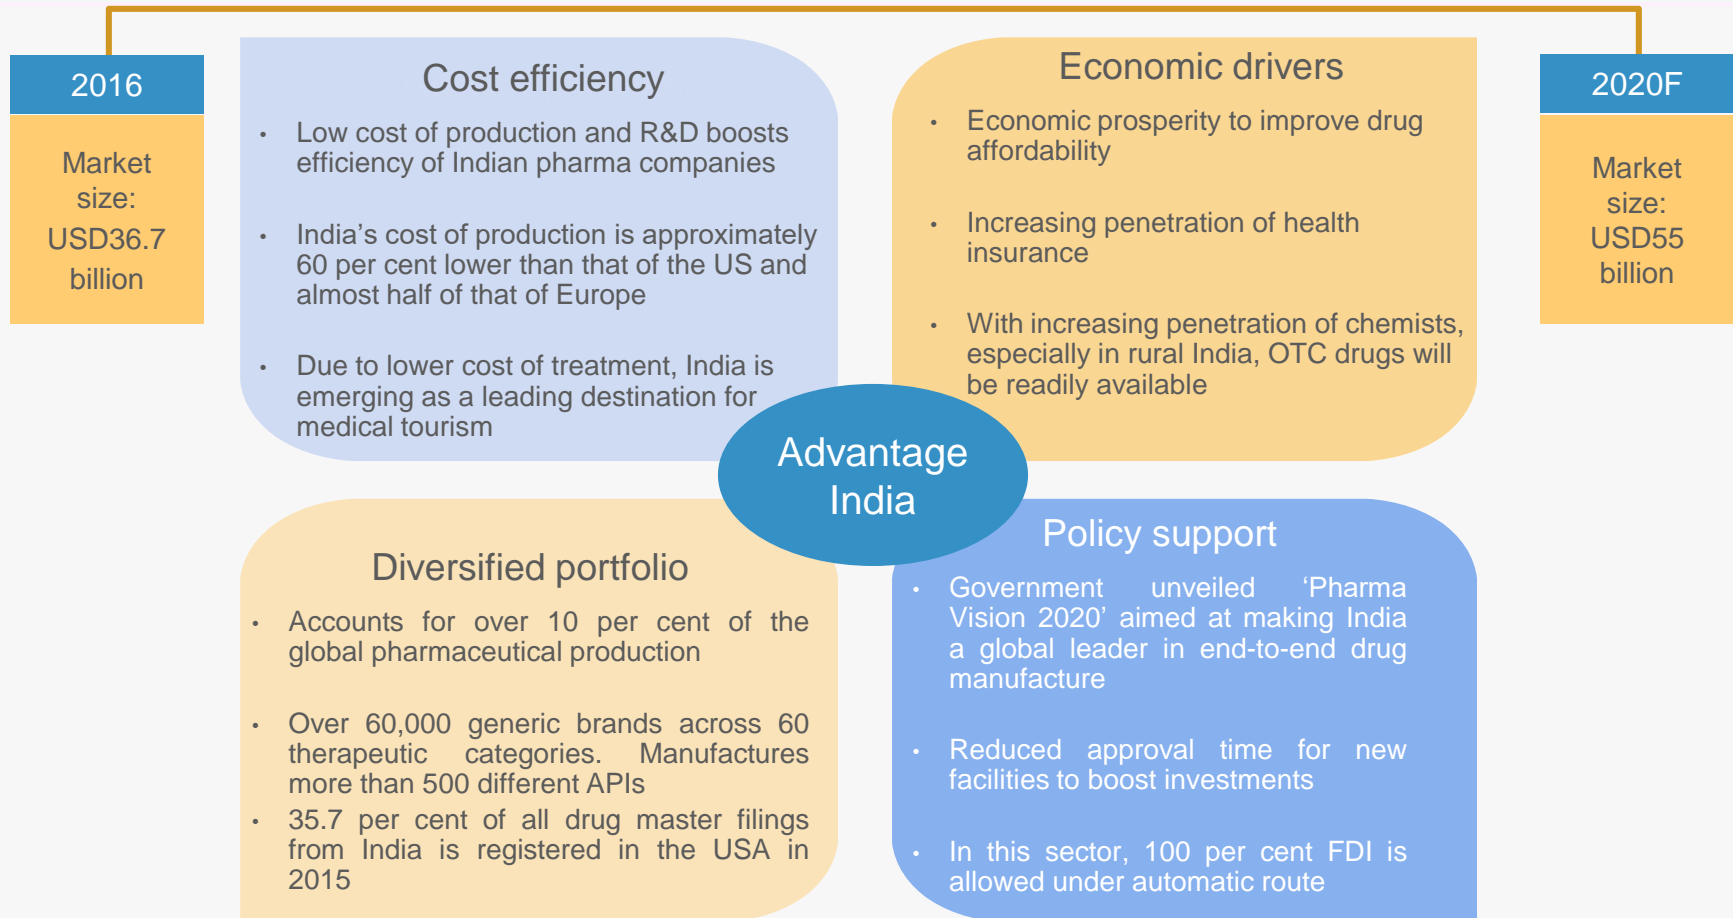 2016
Market
size:
USD36.7
billion
Cost efficiency
• Low cost of production and R&D boosts
efficiency of Indian pharma companies
• India’s cost of production is approximately
60 per cent lower than that of the US and
almost half of that of Europe
• Due to lower cost of treatment, India is
emerging as a leading destination for
medical tourism
Economic drivers
• Economic prosperity to improve drug
affordability
• Increasing penetration of health
insurance
• With increasing penetration of chemists,
especially in rural India, OTC drugs will
be readily available
2020F
Market
size:
USD55
billion
Advantage
India
Diversified portfolio
• Accounts for over 10 per cent of the
global pharmaceutical production
• Over 60,000 generic brands across 60
therapeutic categories. Manufactures
more than 500 different APIs
• 35.7 per cent of all drug master filings
from India is registered in the USA in
2015
Policy support
• Government unveiled ‘Pharma
Vision 2020’ aimed at making India
a global leader in end-to-end drug
manufacture
• Reduced approval time for new
facilities to boost investments
• In this sector, 100 per cent FDI is
allowed under automatic route